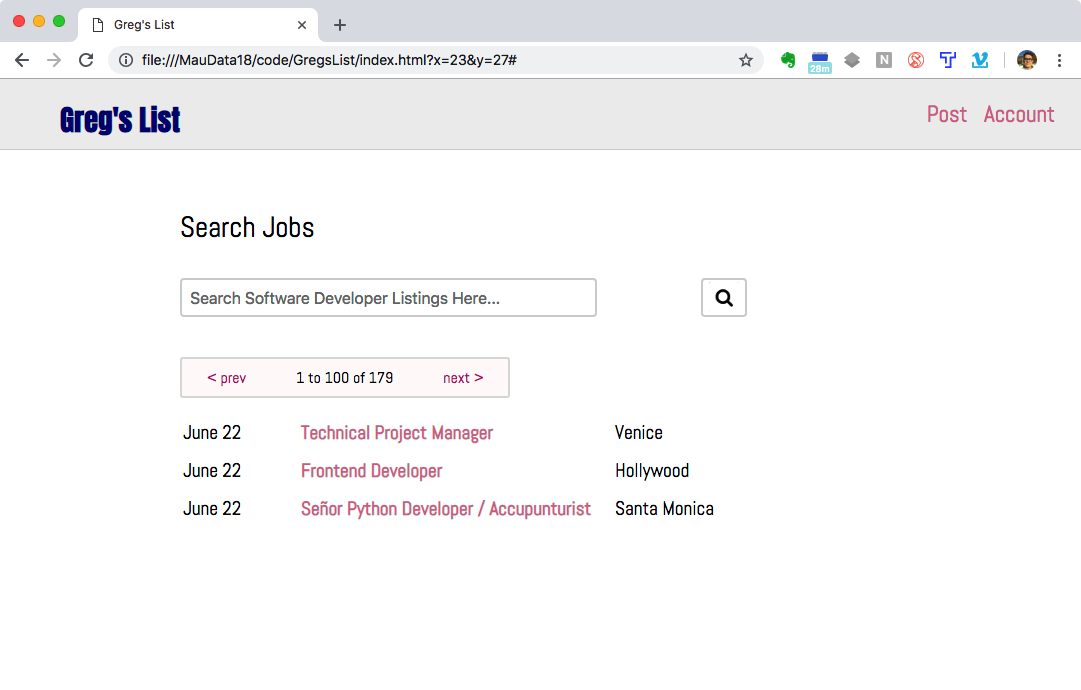 Greg's List
file:///MauData18/code/GregsList/index.html?x=23&y=27#
28m
N
Greg's List
Post Account
Search Jobs
Search Software Developer Listings Here...
< prev 1 to 100 of 179 next >
June 22 Technical Project Manager Venice
June 22 Frontend Developer Hollywood
June 22 Señor Python Developer / Accupunturist Santa Monica